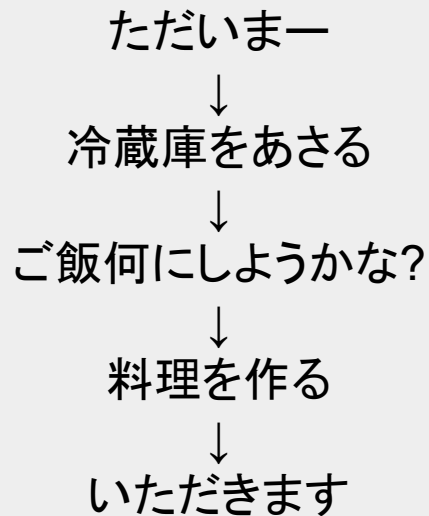 ただいまー
↓
冷蔵庫をあさる
↓
ご飯何にしようかな?
↓
料理を作る
↓
いただきます